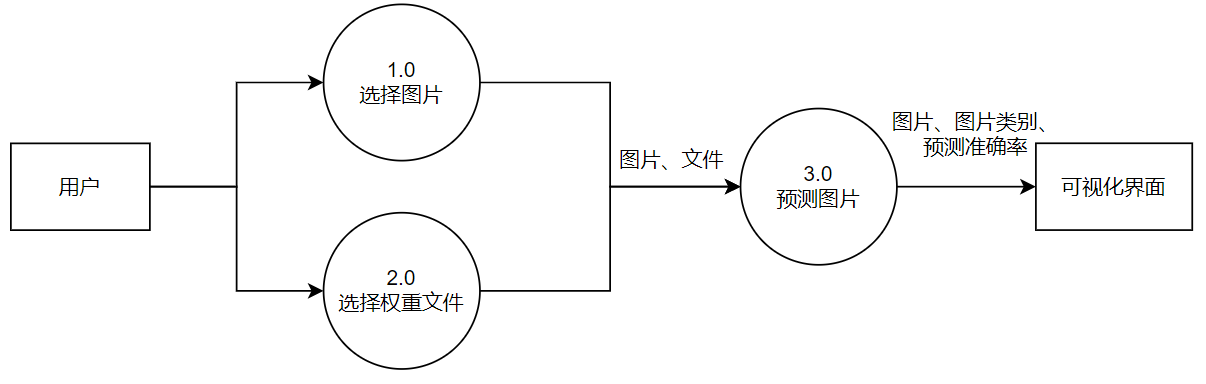 用户
1.0
选择图片
2.0
选择权重文件
图片、文件
3.0
预测图片
图片、图片类别、
预测准确率
可视化界面